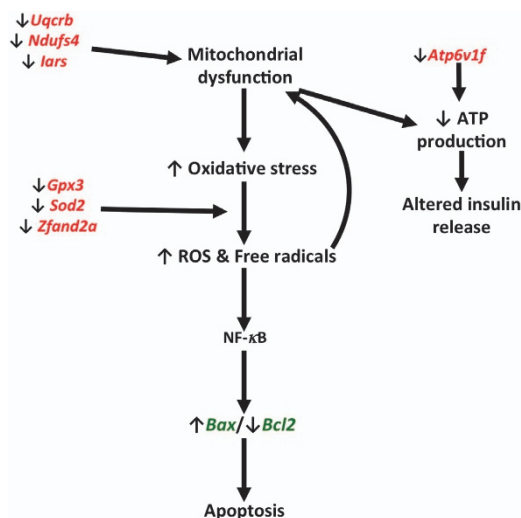 ↓Uqcrb
↓ Ndufs4
↓ Iars
Mitochondrial
dysfunction
↓Atp6v1f
↓ ATP
production
↑ Oxidative stress
↓Gpx3
↓ Sod2
↓ Zfand2a
Altered insulin
release
↑ ROS & Free radicals
NF-κB
↑Bax/↓Bcl2
Apoptosis